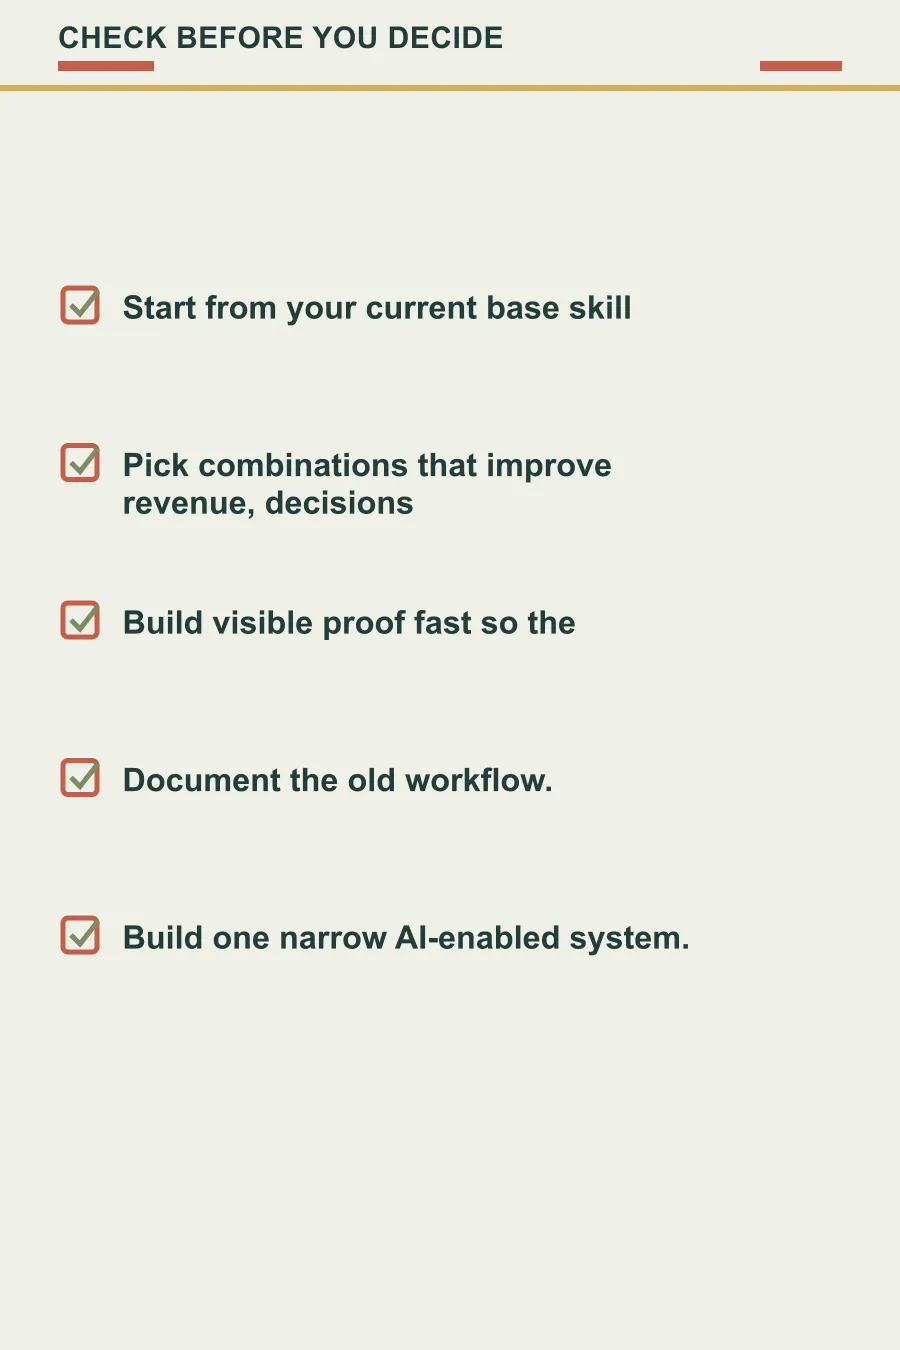 CHECK BEFORE YOU DECIDE
Start from your current base skill
Pick combinations that improve
revenue, decisions
Build visible proof fast so the
Document the old workflow.
Build one narrow AI-enabled system.